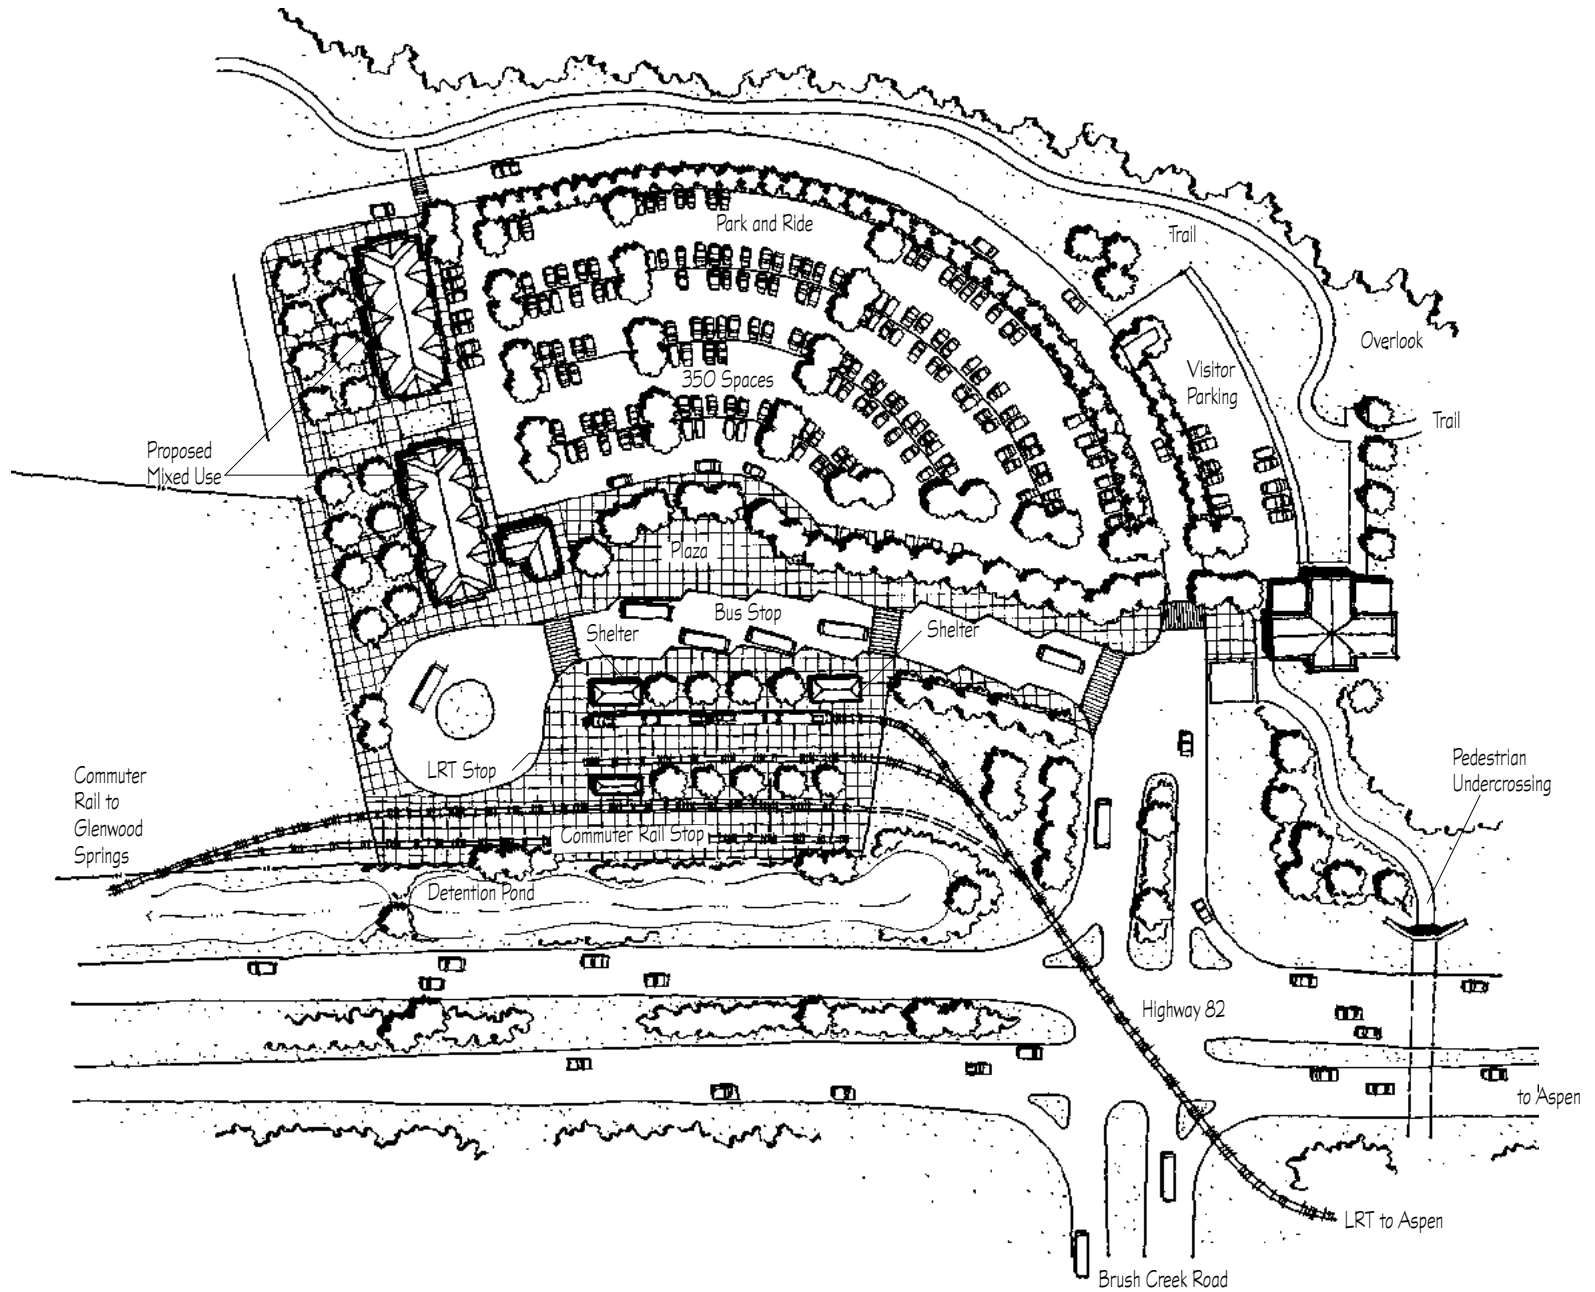 Park and Ride
Trail
Overlook
Visitor
Parking
350 Spaces
Trail
Proposed
Mixed Use
Plaza
Bus Stop
Shelter
Shelter
LRT Stop
Commuter
Rail to
Glenwood
Springs
Pedestrian
Undercrossing
Commuter Rail Stop
Detention Pond
Highway 82
to Aspen
LRT to Aspen
Brush Creek Road